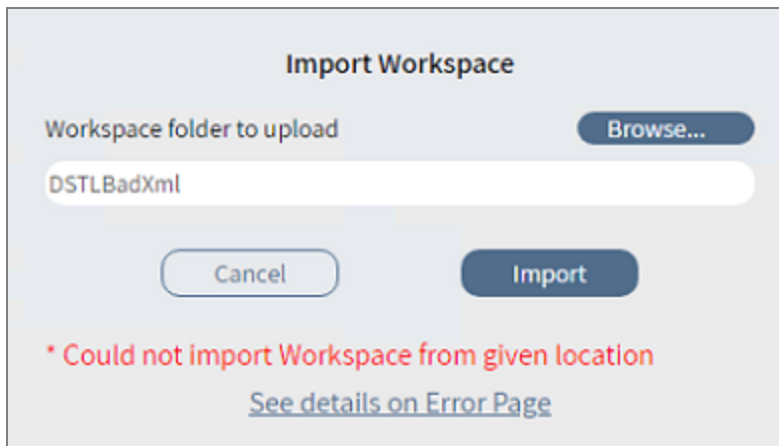 Import Workspace
Workspace folder to upload Browse...
DSTLBadXml
Cancel Import
* Could not import Workspace from given location
See details on Error Page